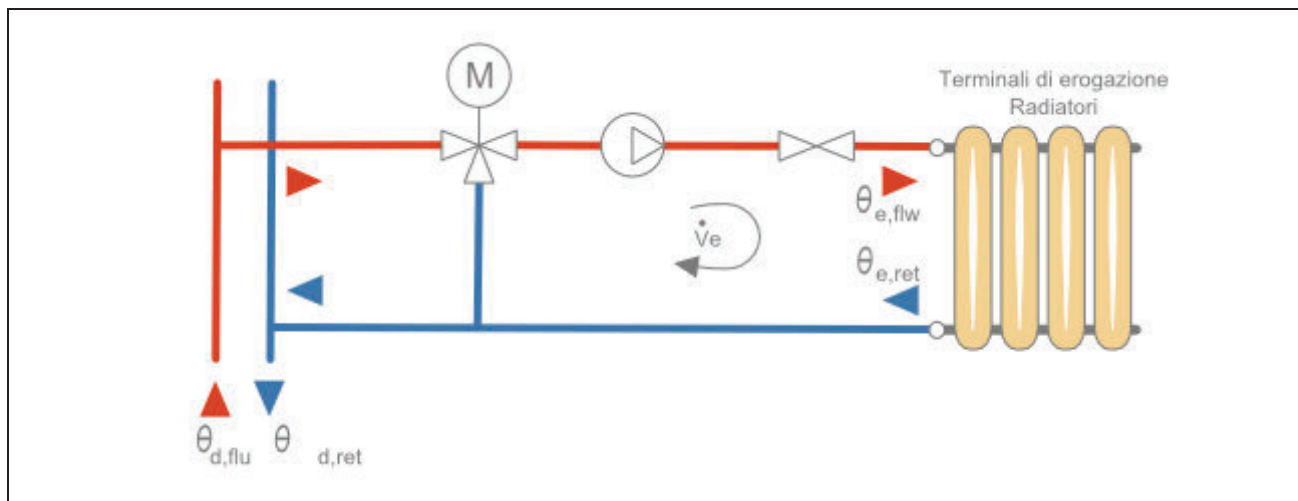 M
Terminali di erogazione
Radiatori
θe,flw
V̇e
θe,ret
θd,flu θ d,ret